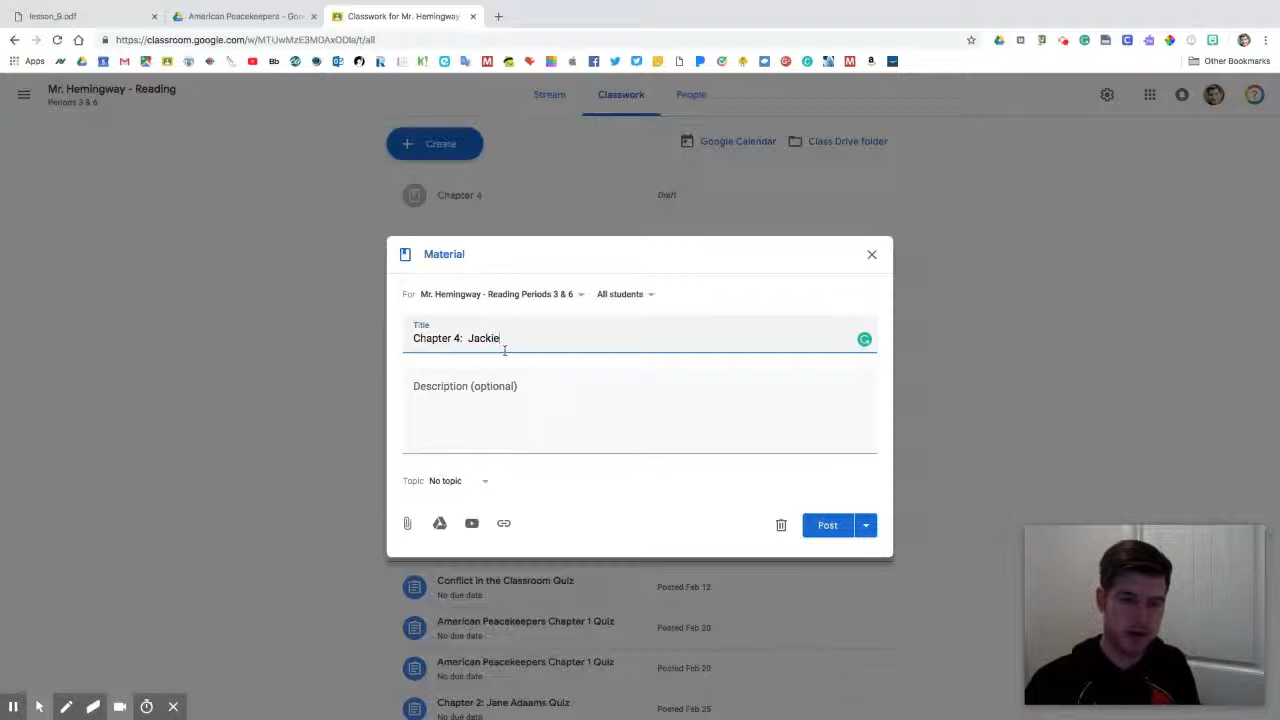 lesson_9.pdf
American Peacekeepers - Goo
Classwork for Mr. Hemingway
https://classroom.google.com/w/MTUwMzE3M0AxODla/t/all
Apps
Bb
Other Bookmarks
Mr. Hemingway - Reading
Periods 3 & 6
Stream
Classwork
People
Create
Google Calendar
Class Drive folder
Chapter 4
Draft
Material
For Mr. Hemingway - Reading Periods 3 & 6 All students
Title
Chapter 4:  Jackie
Description (optional)
Topic No topic
Post
Conflict in the Classroom Quiz
No due date
Posted Feb 12
American Peacekeepers Chapter 1 Quiz
No due date
Posted Feb 20
American Peacekeepers Chapter 1 Quiz
No due date
Posted Feb 20
Chapter 2: Jane Adaams Quiz
No due date
Posted Feb 25